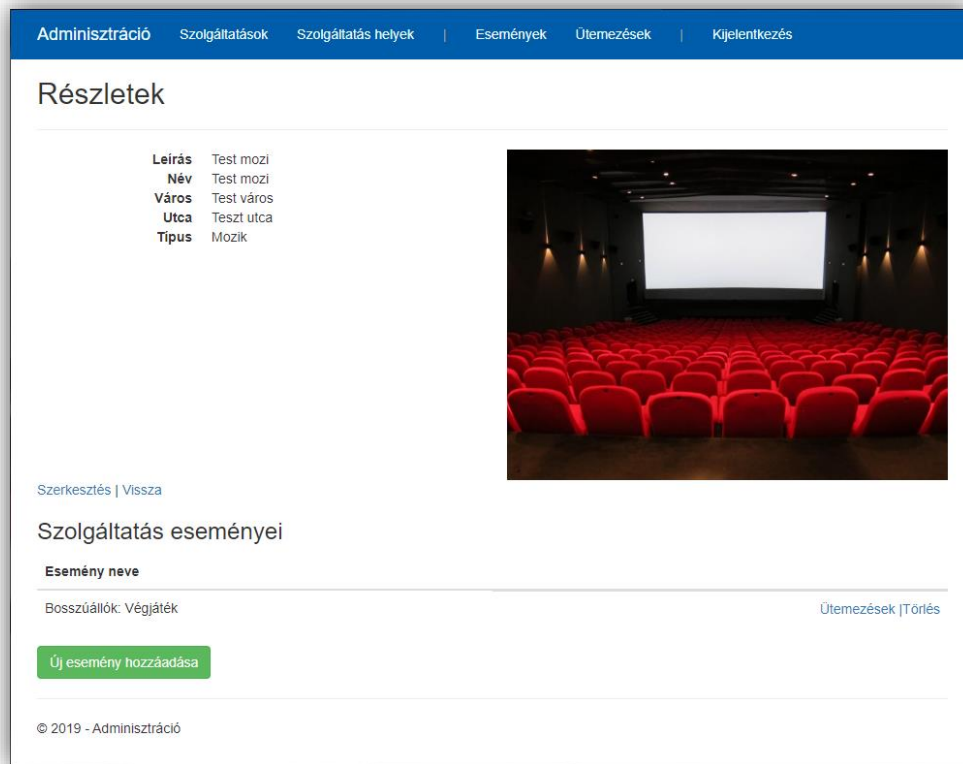 Adminisztráció Szolgáltatások Szolgáltatás helyek | Események Ütemezések | Kijelentkezés
Részletek
Leírás Test mozi
Név Test mozi
Város Test város
Utca Teszt utca
Típus Mozik
Szerkesztés | Vissza
Szolgáltatás eseményei
Esemény neve
Bosszúállók: Végjáték Ütemezések |Törlés
Új esemény hozzáadása
© 2019 - Adminisztráció